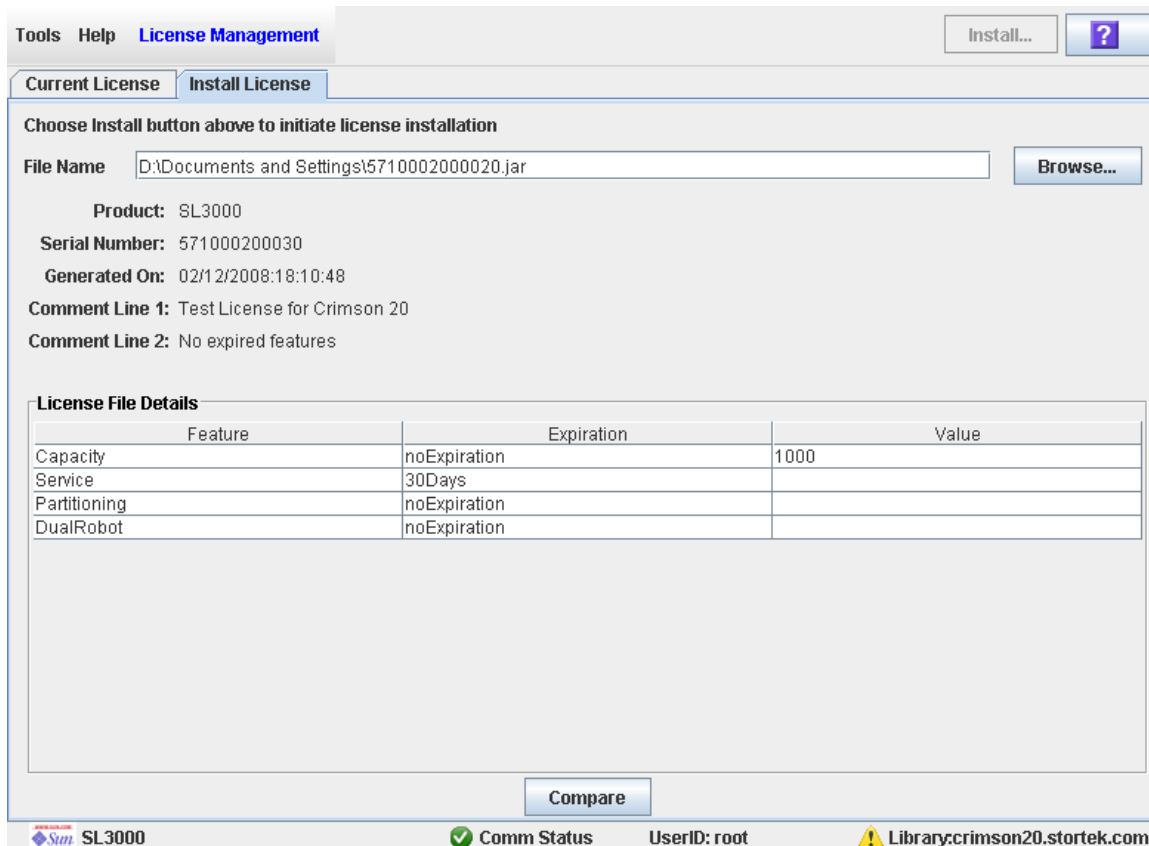 Tools Help License Management Install... ?
Current License Install License
Choose Install button above to initiate license installation
File Name D:\Documents and Settings\5710002000020.jar Browse...
Product: SL3000
Serial Number: 571000200030
Generated On: 02/12/2008:18:10:48
Comment Line 1: Test License for Crimson 20
Comment Line 2: No expired features
License File Details
Feature Expiration Value
Capacity noExpiration 1000
Service 30Days
Partitioning noExpiration
DualRobot noExpiration
Compare
Sun SL3000 Comm Status UserID: root Library:crimson20.stortek.com